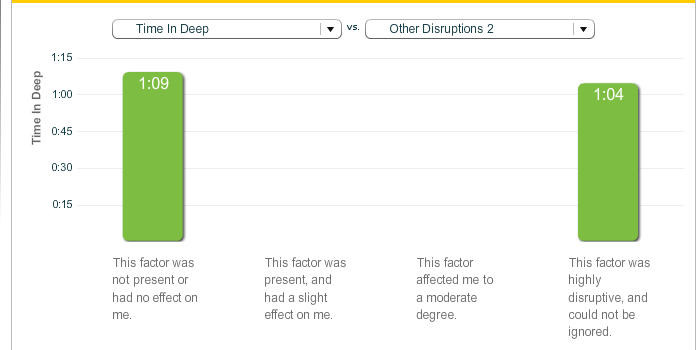 Time In Deep vs. Other Disruptions 2
1:15
1:00
0:45
0:30
0:15
Time In Deep
1:09
1:04
This factor was
not present or
had no effect on
me.
This factor was
present, and
had a slight
effect on me.
This factor
affected me to
a moderate
degree.
This factor was
highly
disruptive, and
could not be
ignored.